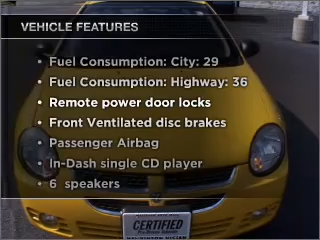 VEHICLE FEATURES
• Fuel Consumption: City: 29
• Fuel Consumption: Highway: 36
• Remote power door locks
• Front Ventilated disc brakes
• Passenger Airbag
• In-Dash single CD player
• 6 speakers
CERTIFIED